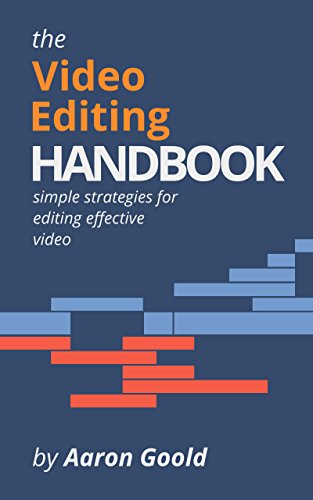 the
Video
Editing
HANDBOOK
simple strategies for
editing effective
video
by Aaron Goold